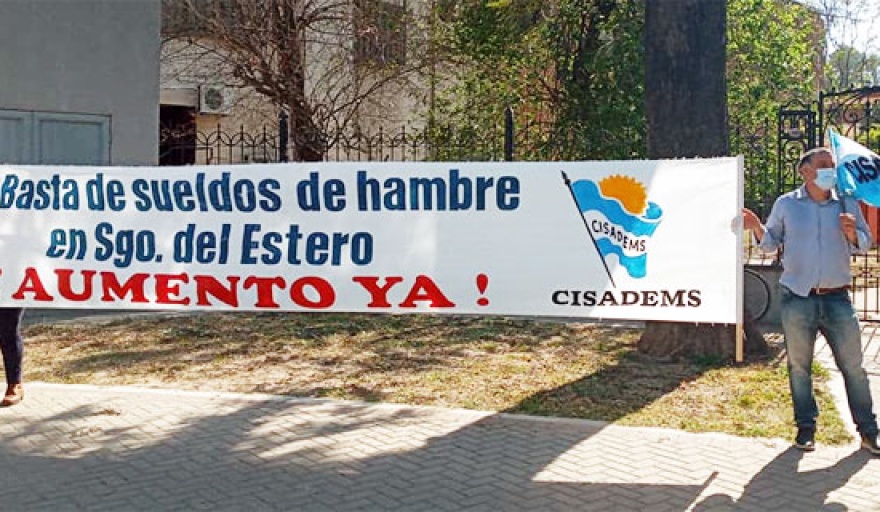 Basta de sueldos de hambre
en Sgo. del Estero
¡AUMENTO YA!
CISADEMS
CISADEMS